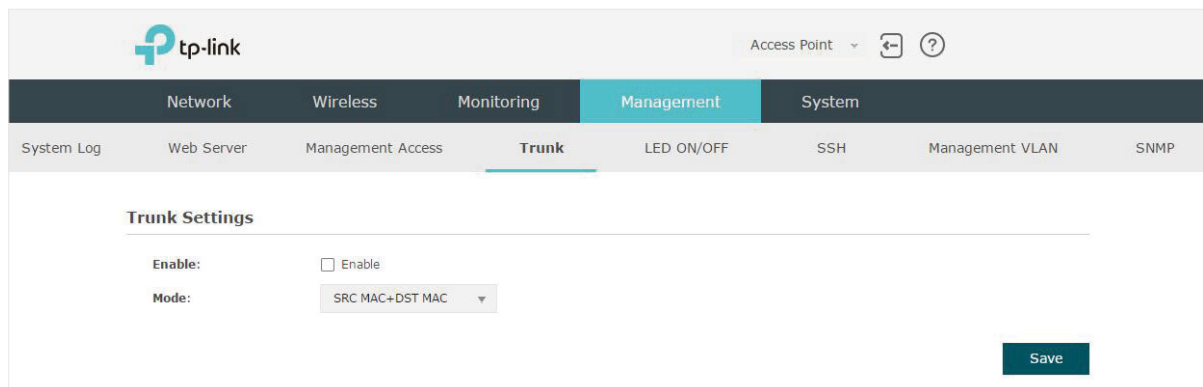 tp-link
Access Point
Network Wireless Monitoring Management System
System Log Web Server Management Access Trunk LED ON/OFF SSH Management VLAN SNMP
Trunk Settings
Enable: Enable
Mode: SRC MAC+DST MAC
Save